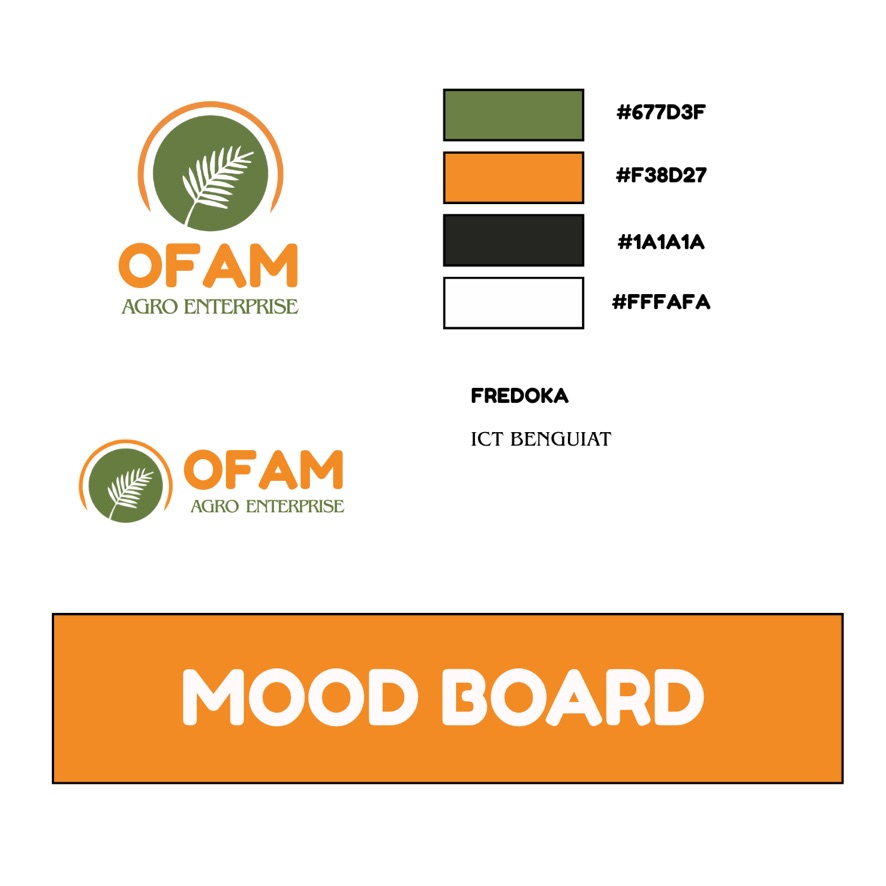 OFAM
AGRO ENTERPRISE
#677D3F
#F38D27
#1A1A1A
#FFFAFA
FREDOKA
ICT BENGUIAT
OFAM
AGRO ENTERPRISE
MOOD BOARD